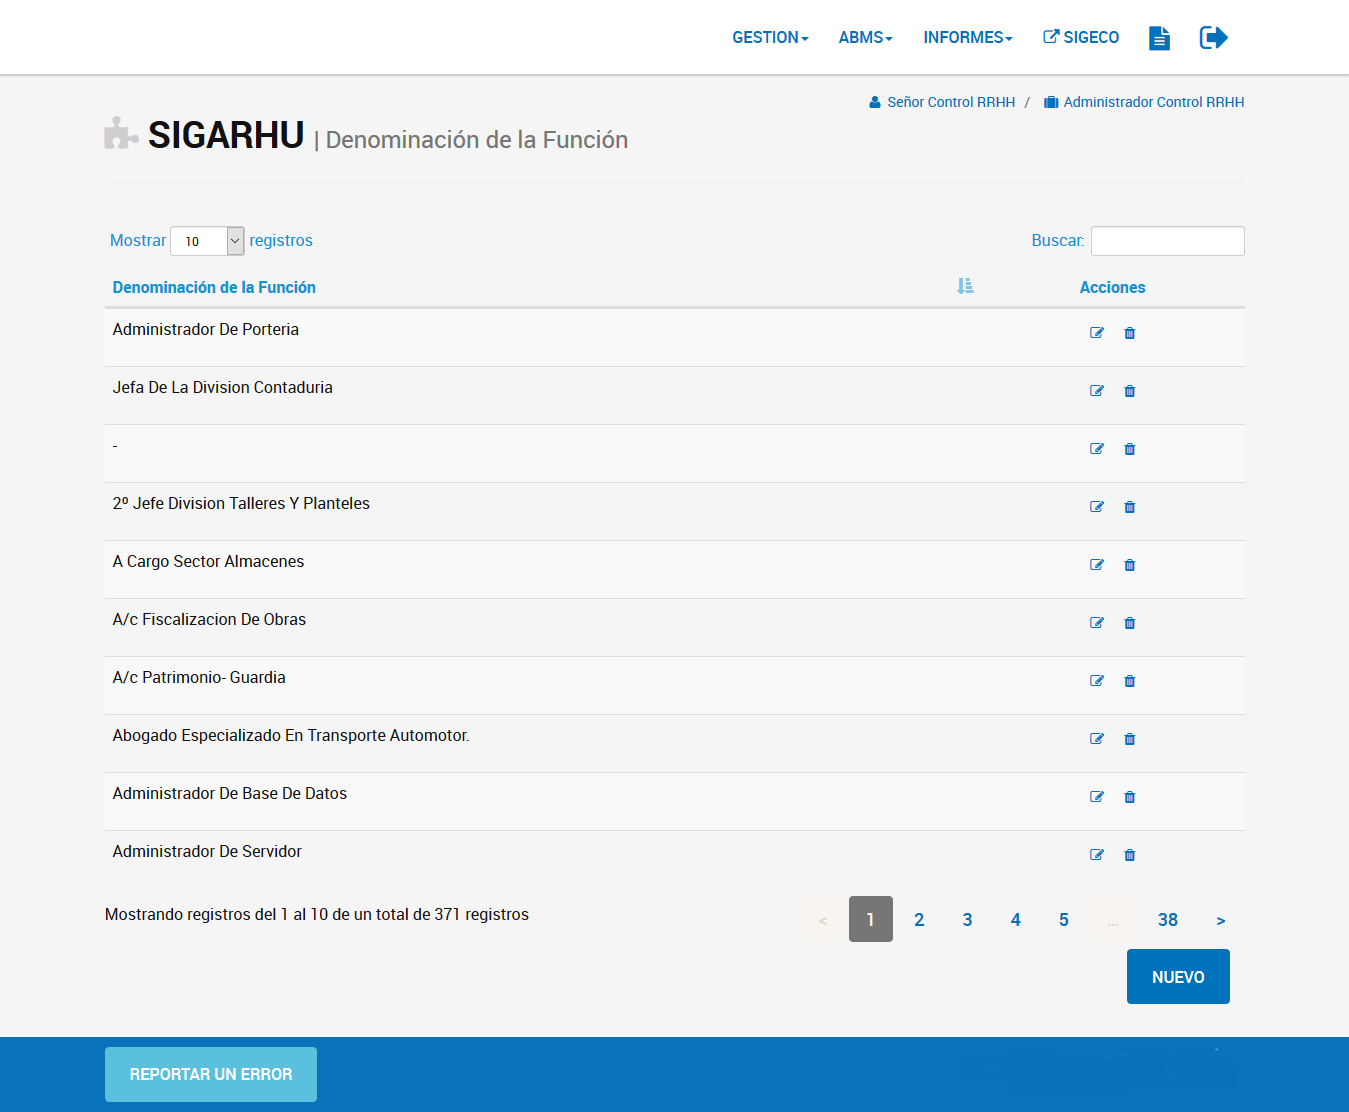 GESTION ABMS INFORMES SIGECO
Señor Control RRHH / Administrador Control RRHH
SIGARHU | Denominación de la Función
Mostrar 10 registros Buscar:
Denominación de la Función Acciones
Administrador De Porteria
Jefa De La Division Contaduria
-
2º Jefe Division Talleres Y Planteles
A Cargo Sector Almacenes
A/c Fiscalizacion De Obras
A/c Patrimonio- Guardia
Abogado Especializado En Transporte Automotor.
Administrador De Base De Datos
Administrador De Servidor
Mostrando registros del 1 al 10 de un total de 371 registros < 1 2 3 4 5 ... 38 >
NUEVO
REPORTAR UN ERROR